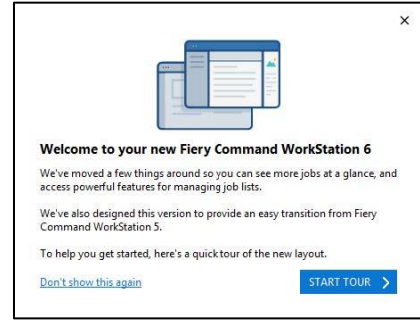 Welcome to your new Fiery Command WorkStation 6
We've moved a few things around so you can see more jobs at a glance, and
access powerful features for managing job lists.
We've also designed this version to provide an easy transition from Fiery
Command WorkStation 5.
To help you get started, here's a quick tour of the new layout.
Don't show this again
START TOUR